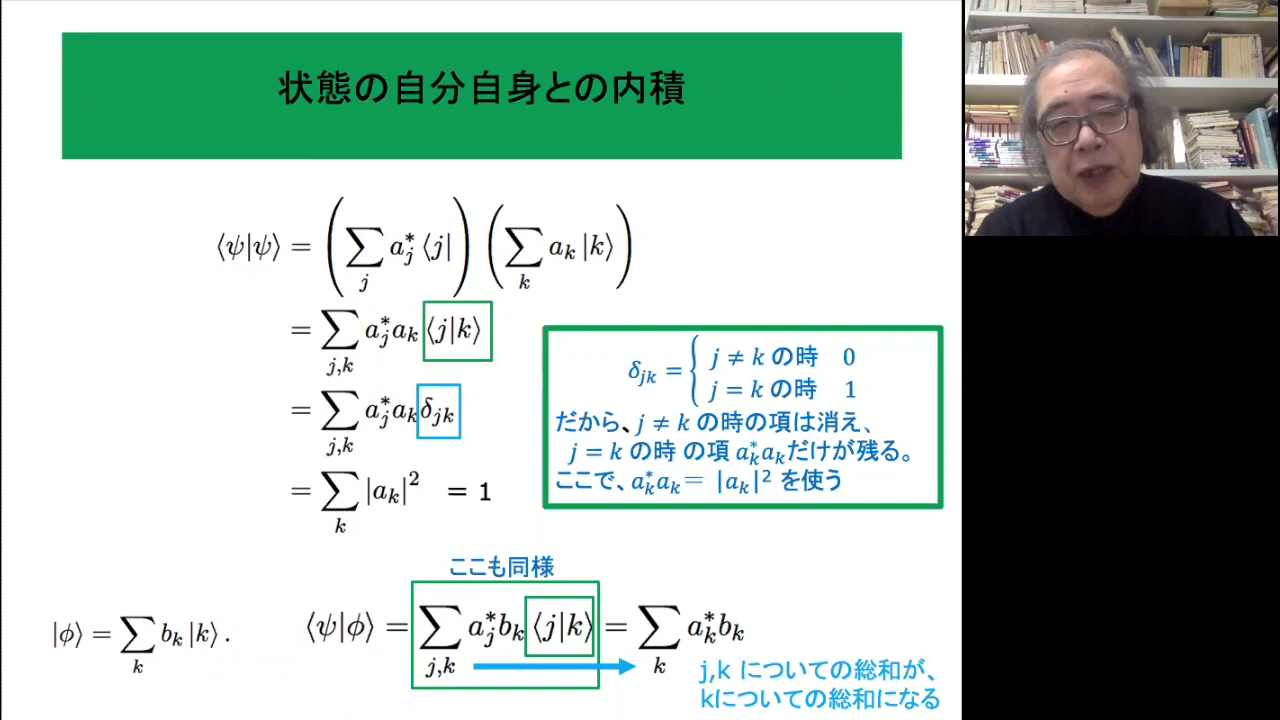 状態の自分自身との内積
⟨ψ|ψ⟩ = (∑_j a_j^* ⟨j|) (∑_k a_k |k⟩)
= ∑_{j,k} a_j^* a_k ⟨j|k⟩
= ∑_{j,k} a_j^* a_k δ_{jk}
= ∑_k |a_k|^2 = 1
δ_{jk} = { j ≠ k の時 0
j = k の時 1
だから、j ≠ k の時の項は消え、
j = k の時 の項 a_k^* a_k だけが残る。
ここで、a_k^* a_k = |a_k|^2 を使う
ここも同様
|ϕ⟩ = ∑_k b_k |k⟩.
⟨ψ|ϕ⟩ = ∑_{j,k} a_j^* b_k ⟨j|k⟩ = ∑_k a_k^* b_k
j,k についての総和が、
kについての総和になる